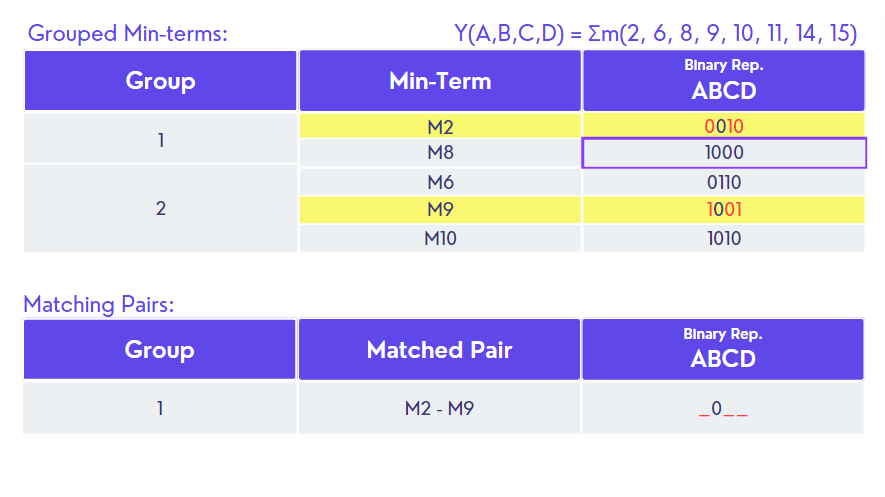 Grouped Min-terms: Y(A,B,C,D) = Σm(2, 6, 8, 9, 10, 11, 14, 15)
Group Min-Term Binary Rep. ABCD
1 M2 0010
M8 1000
2 M6 0110
M9 1001
M10 1010
Matching Pairs:
Group Matched Pair Binary Rep. ABCD
1 M2 - M9 _0__